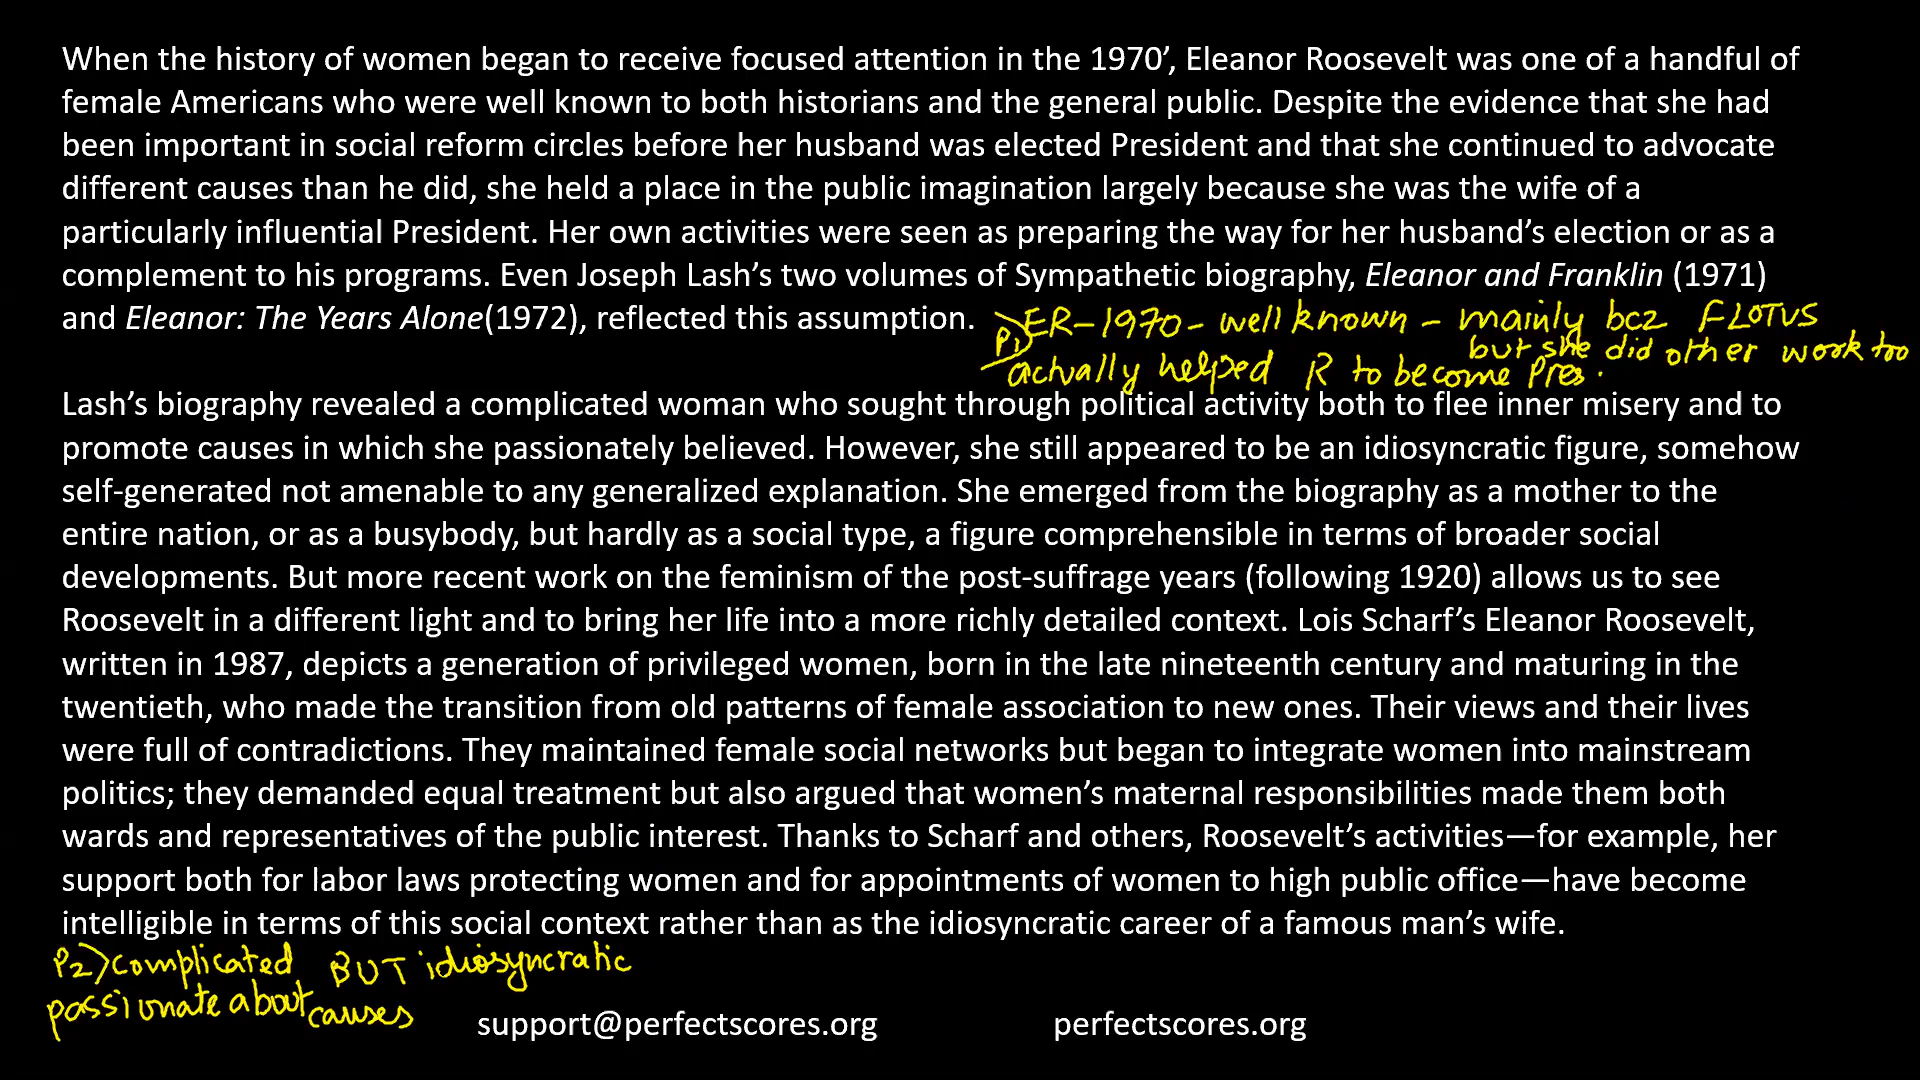 When the history of women began to receive focused attention in the 1970’, Eleanor Roosevelt was one of a handful of
female Americans who were well known to both historians and the general public. Despite the evidence that she had
been important in social reform circles before her husband was elected President and that she continued to advocate
different causes than he did, she held a place in the public imagination largely because she was the wife of a
particularly influential President. Her own activities were seen as preparing the way for her husband’s election or as a
complement to his programs. Even Joseph Lash’s two volumes of Sympathetic biography, Eleanor and Franklin (1971)
and Eleanor: The Years Alone(1972), reflected this assumption.
P1) ER – 1970 – well known – mainly bcz FLOTUS
but she did other work too
actually helped R to become Pres.
Lash’s biography revealed a complicated woman who sought through political activity both to flee inner misery and to
promote causes in which she passionately believed. However, she still appeared to be an idiosyncratic figure, somehow
self-generated not amenable to any generalized explanation. She emerged from the biography as a mother to the
entire nation, or as a busybody, but hardly as a social type, a figure comprehensible in terms of broader social
developments. But more recent work on the feminism of the post-suffrage years (following 1920) allows us to see
Roosevelt in a different light and to bring her life into a more richly detailed context. Lois Scharf’s Eleanor Roosevelt,
written in 1987, depicts a generation of privileged women, born in the late nineteenth century and maturing in the
twentieth, who made the transition from old patterns of female association to new ones. Their views and their lives
were full of contradictions. They maintained female social networks but began to integrate women into mainstream
politics; they demanded equal treatment but also argued that women’s maternal responsibilities made them both
wards and representatives of the public interest. Thanks to Scharf and others, Roosevelt’s activities—for example, her
support both for labor laws protecting women and for appointments of women to high public office—have become
intelligible in terms of this social context rather than as the idiosyncratic career of a famous man’s wife.
P2) complicated BUT idiosyncratic
passionate about causes
support@perfectscores.org perfectscores.org